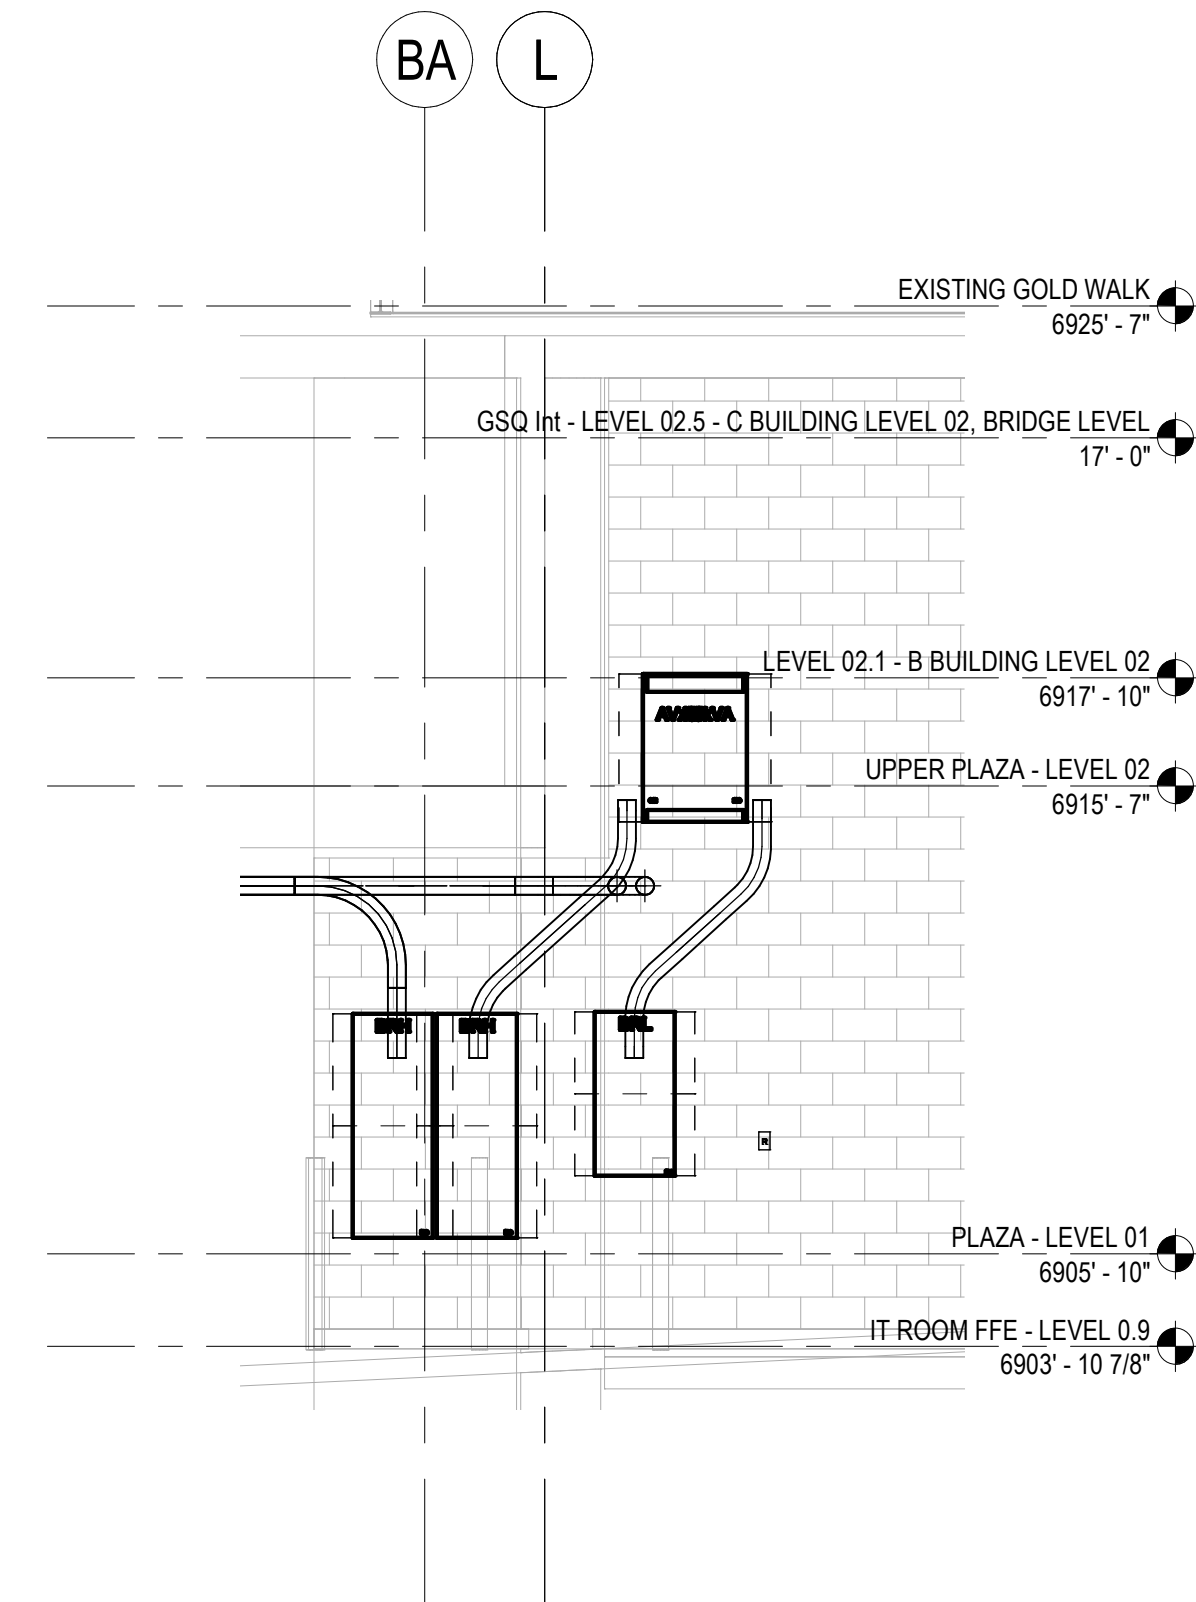 BA L
EXISTING GOLD WALK
6925' - 7"
GSQ Int - LEVEL 02.5 - C BUILDING LEVEL 02, BRIDGE LEVEL
17' - 0"
LEVEL 02.1 - B BUILDING LEVEL 02
6917' - 10"
UPPER PLAZA - LEVEL 02
6915' - 7"
R
PLAZA - LEVEL 01
6905' - 10"
IT ROOM FFE - LEVEL 0.9
6903' - 10 7/8"